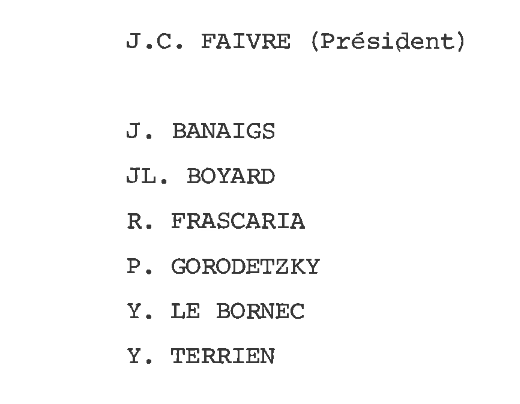 J.C. FAIVRE (Président)
J. BANAIGS
JL. BOYARD
R. FRASCARIA
P. GORODETZKY
Y. LE BORNEC
Y. TERRIEN